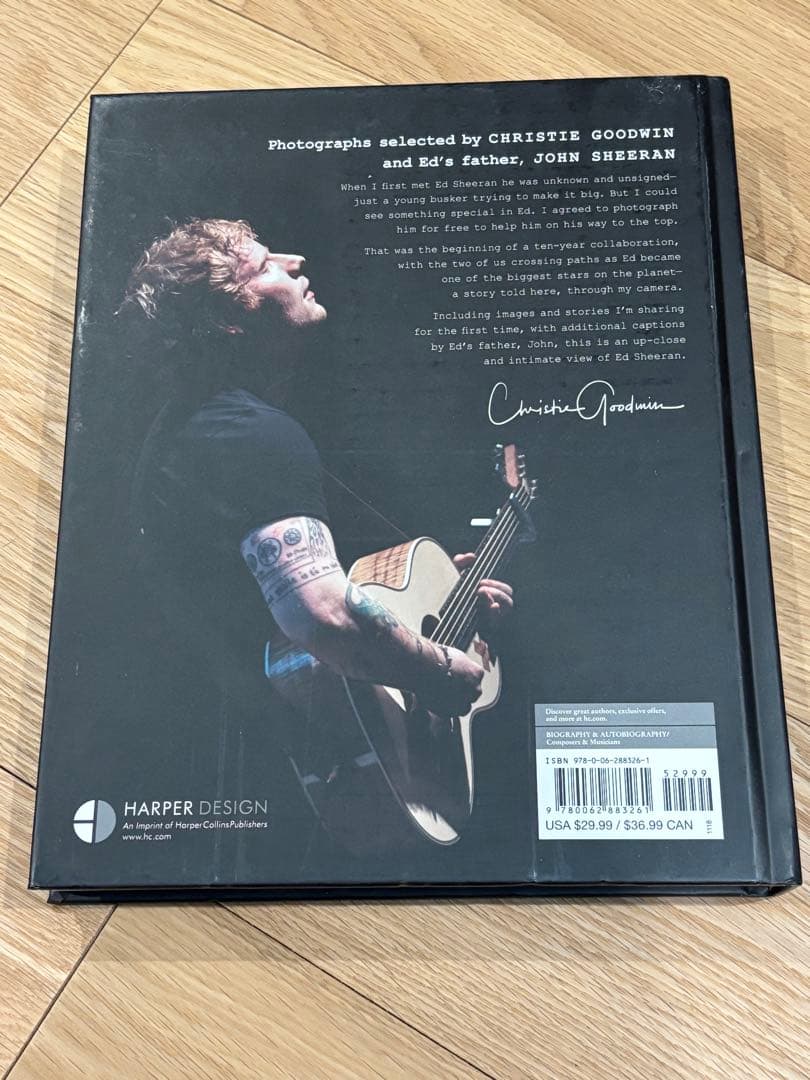 Photographs selected by CHRISTIE GOODWIN
and Ed's father, JOHN SHEERAN
When I first met Ed Sheeran he was unknown and unsigned—
just a young busker trying to make it big. But I could
see something special in Ed. I agreed to photograph
him for free to help him on his way to the top.
That was the beginning of a ten-year collaboration,
with the two of us crossing paths as Ed became
one of the biggest stars on the planet—
a story told here, through my camera.
Including images and stories I'm sharing
for the first time, with additional captions
by Ed's father, John, this is an up-close
and intimate view of Ed Sheeran.
Christie Goodwin
Discover great authors, exclusive offers,
and more at hc.com.
BIOGRAPHY & AUTOBIOGRAPHY/
Composers & Musicians
ISBN 978-0-06-288326-1
52999
9 780062 883261
USA $29.99 / $36.99 CAN
1118
HARPER DESIGN
An Imprint of HarperCollinsPublishers
www.hc.com